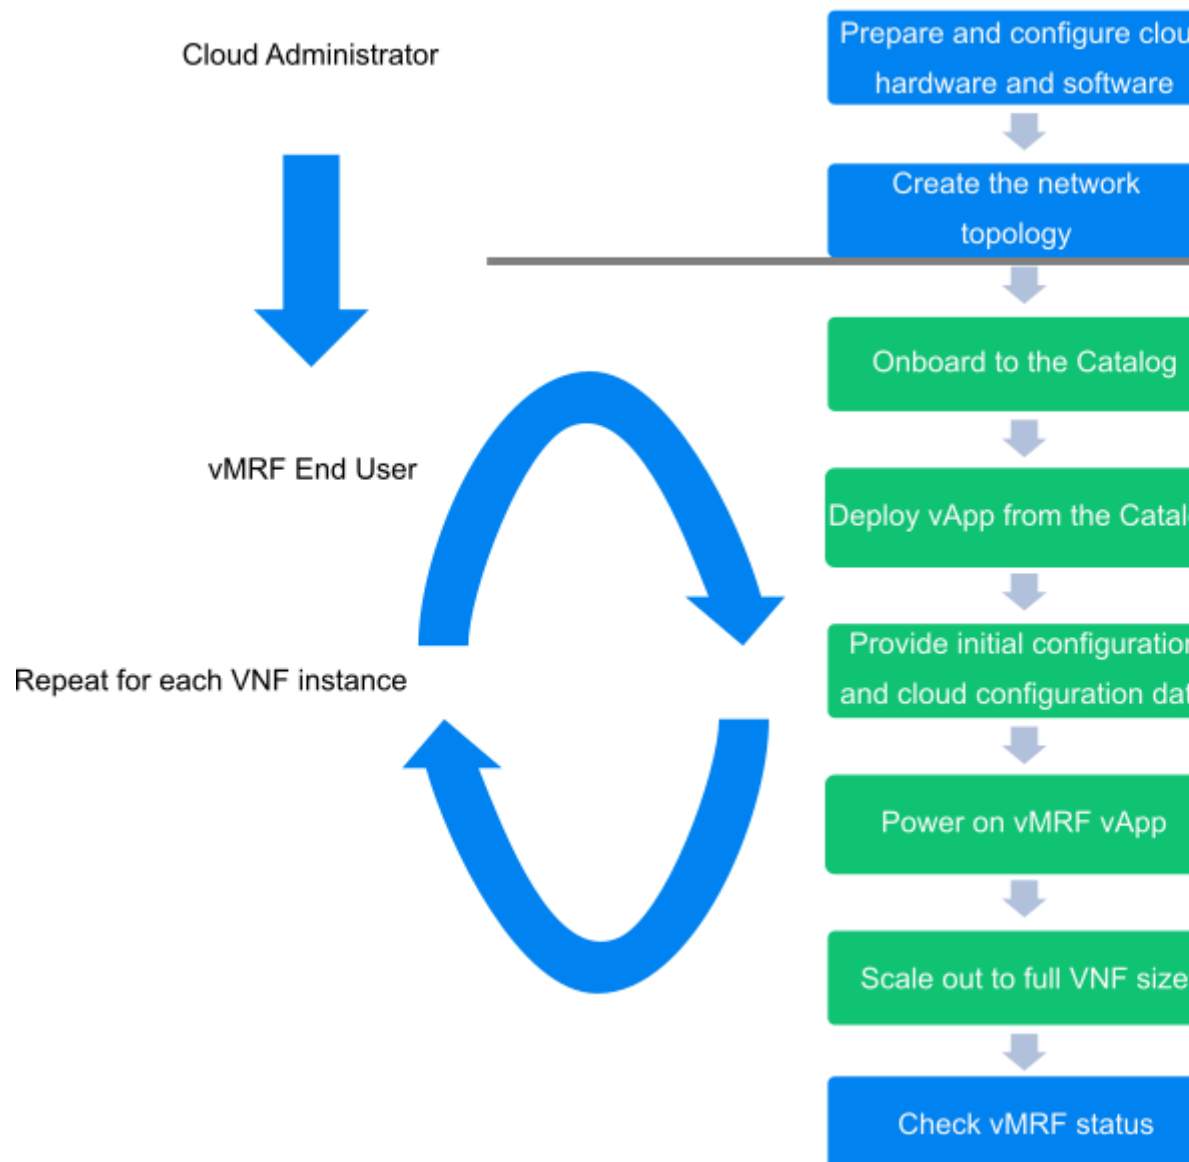 Cloud Administrator
Prepare and configure clou
hardware and software
Create the network
topology
Onboard to the Catalog
vMRF End User
Deploy vApp from the Catal
Provide initial configuration
and cloud configuration dat
Repeat for each VNF instance
Power on vMRF vApp
Scale out to full VNF size
Check vMRF status